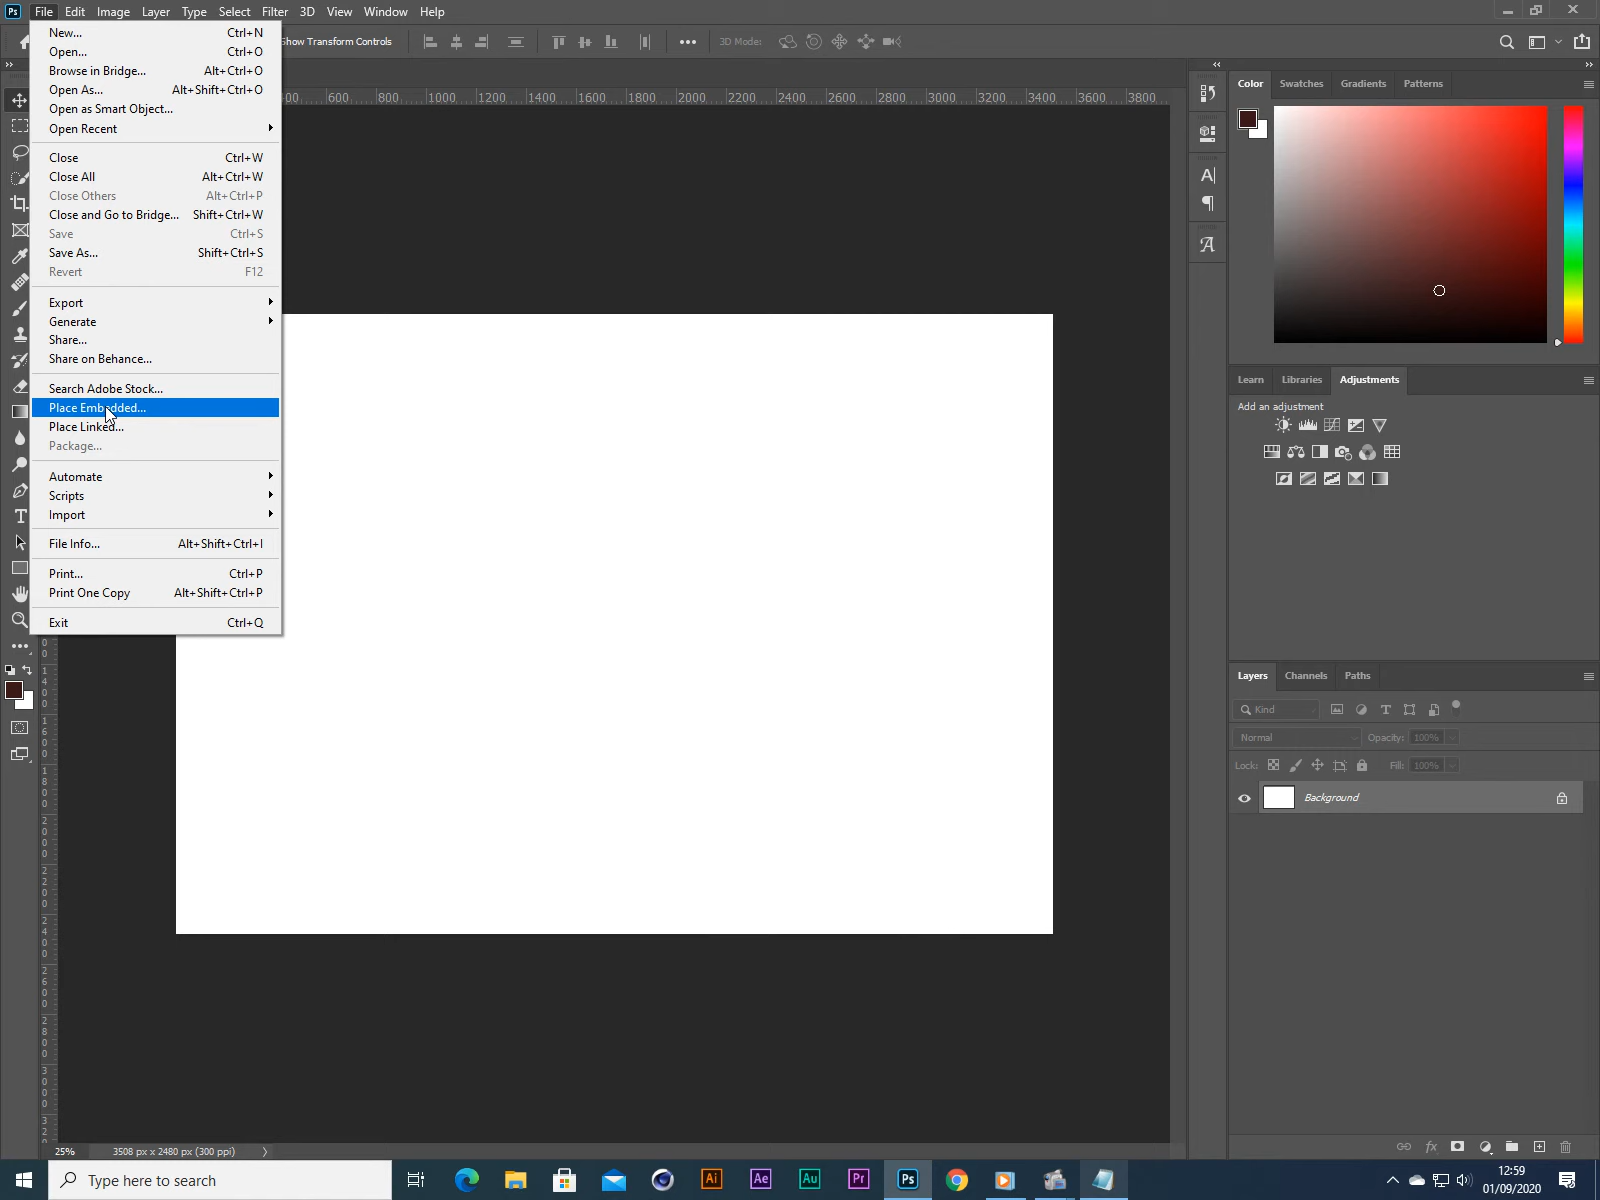 Ps File Edit Image Layer Type Select Filter 3D View Window Help
Show Transform Controls 3D Mode:
New... Ctrl+N
Open... Ctrl+O
Browse in Bridge... Alt+Ctrl+O
Open As... Alt+Shift+Ctrl+O
Open as Smart Object...
Open Recent
Close Ctrl+W
Close All Alt+Ctrl+W
Close Others Alt+Ctrl+P
Close and Go to Bridge... Shift+Ctrl+W
Save Ctrl+S
Save As... Shift+Ctrl+S
Revert F12
Export
Generate
Share...
Share on Behance...
Search Adobe Stock...
Place Embedded...
Place Linked...
Package...
Automate
Scripts
Import
File Info... Alt+Shift+Ctrl+I
Print... Ctrl+P
Print One Copy Alt+Shift+Ctrl+P
Exit Ctrl+Q
600 800 1000 1200 1400 1600 1800 2000 2200 2400 2600 2800 3000 3200 3400 3600 3800
Color Swatches Gradients Patterns
Learn Libraries Adjustments
Add an adjustment
Layers Channels Paths
Kind
Normal Opacity: 100%
Lock: Fill: 100%
Background
25% 3508 px x 2480 px (300 ppi)
Type here to search
Ai Ae Au Pr Ps
12:59
01/09/2020